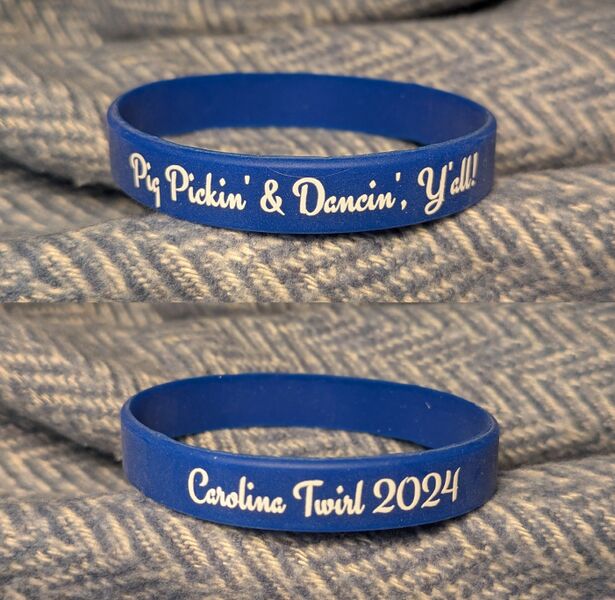 Pig Pickin' & Dancin', Y'all!
Carolina Twirl 2024